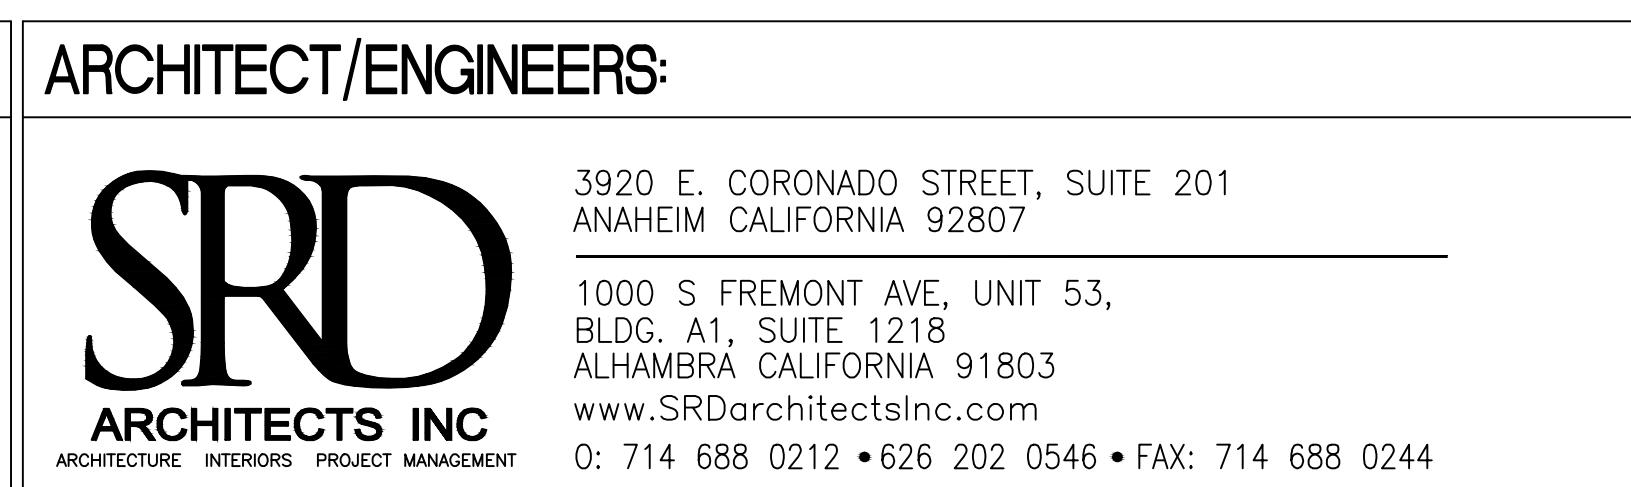 ARCHITECT/ENGINEERS:
SRD
ARCHITECTS INC
ARCHITECTURE INTERIORS PROJECT MANAGEMENT
3920 E. CORONADO STREET, SUITE 201
ANAHEIM CALIFORNIA 92807
1000 S FREMONT AVE, UNIT 53,
BLDG. A1, SUITE 1218
ALHAMBRA CALIFORNIA 91803
www.SRDarchitectsInc.com
O: 714 688 0212 • 626 202 0546 • FAX: 714 688 0244